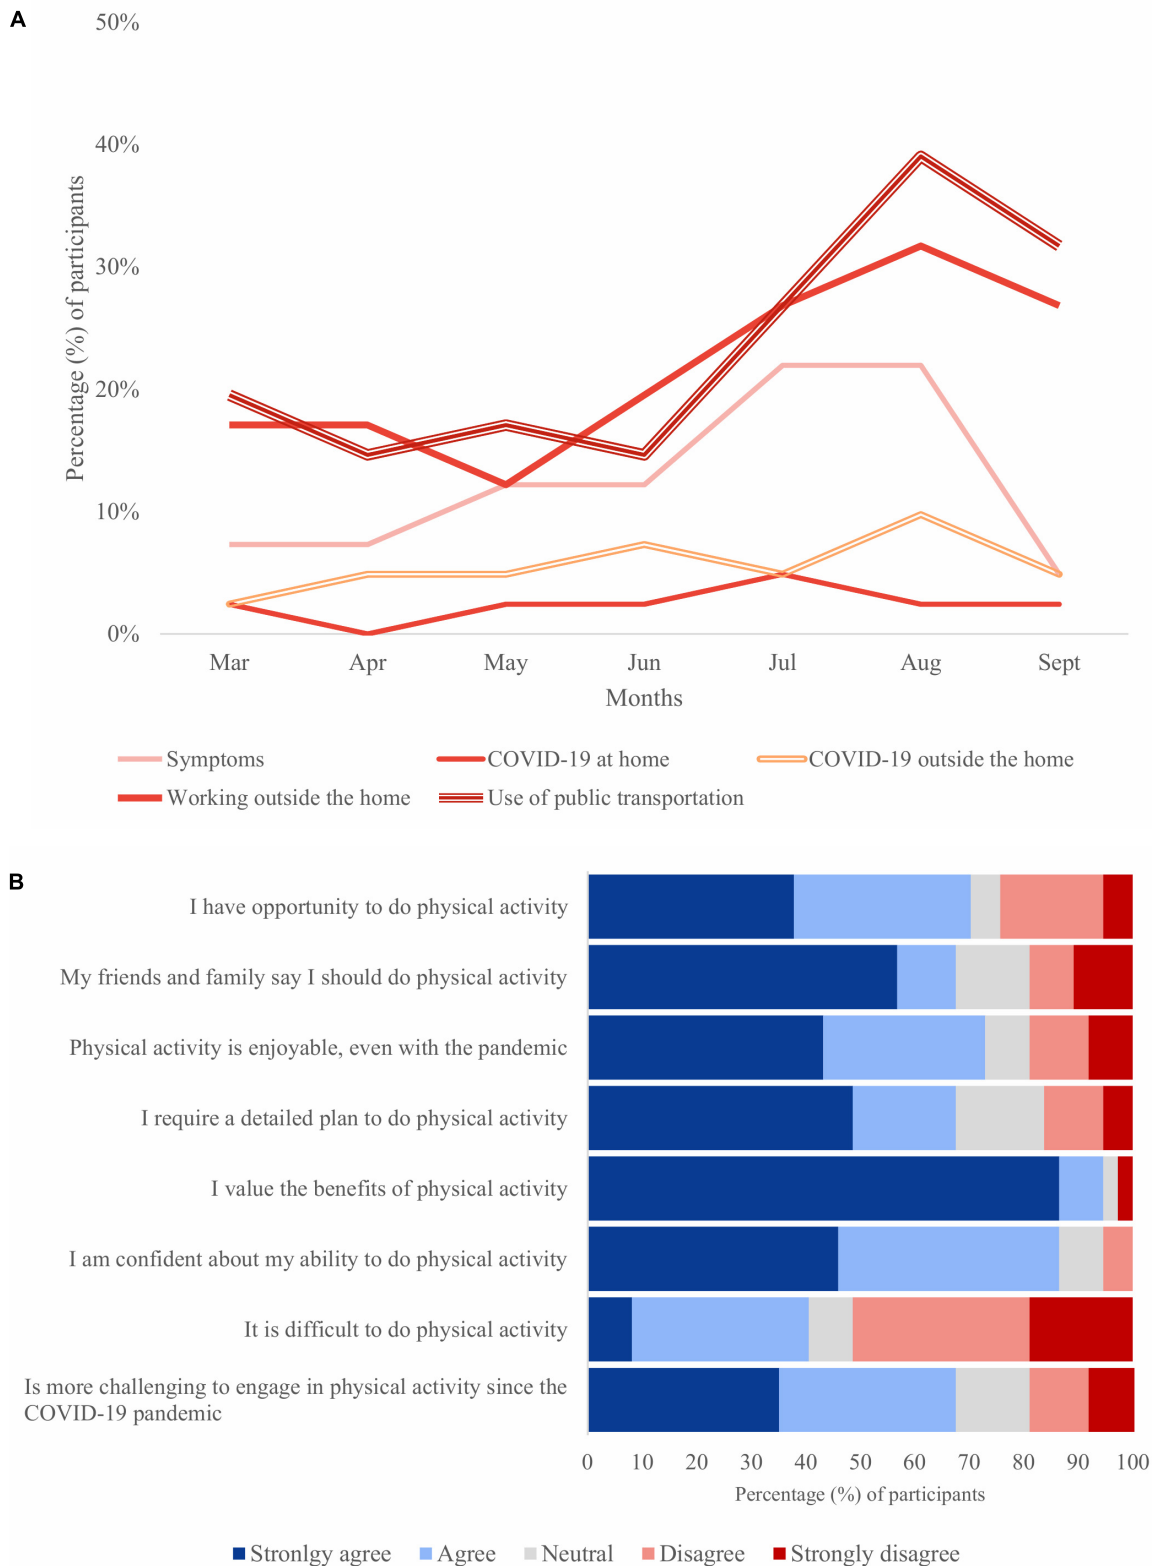 A
50%
40%
30%
20%
10%
0%
Percentage (%) of participants
Mar Apr May Jun Jul Aug Sept
Months
Symptoms COVID-19 at home COVID-19 outside the home
Working outside the home Use of public transportation
B
I have opportunity to do physical activity
My friends and family say I should do physical activity
Physical activity is enjoyable, even with the pandemic
I require a detailed plan to do physical activity
I value the benefits of physical activity
I am confident about my ability to do physical activity
It is difficult to do physical activity
Is more challenging to engage in physical activity since the
COVID-19 pandemic
0 10 20 30 40 50 60 70 80 90 100
Percentage (%) of participants
Stronlgy agree Agree Neutral Disagree Strongly disagree